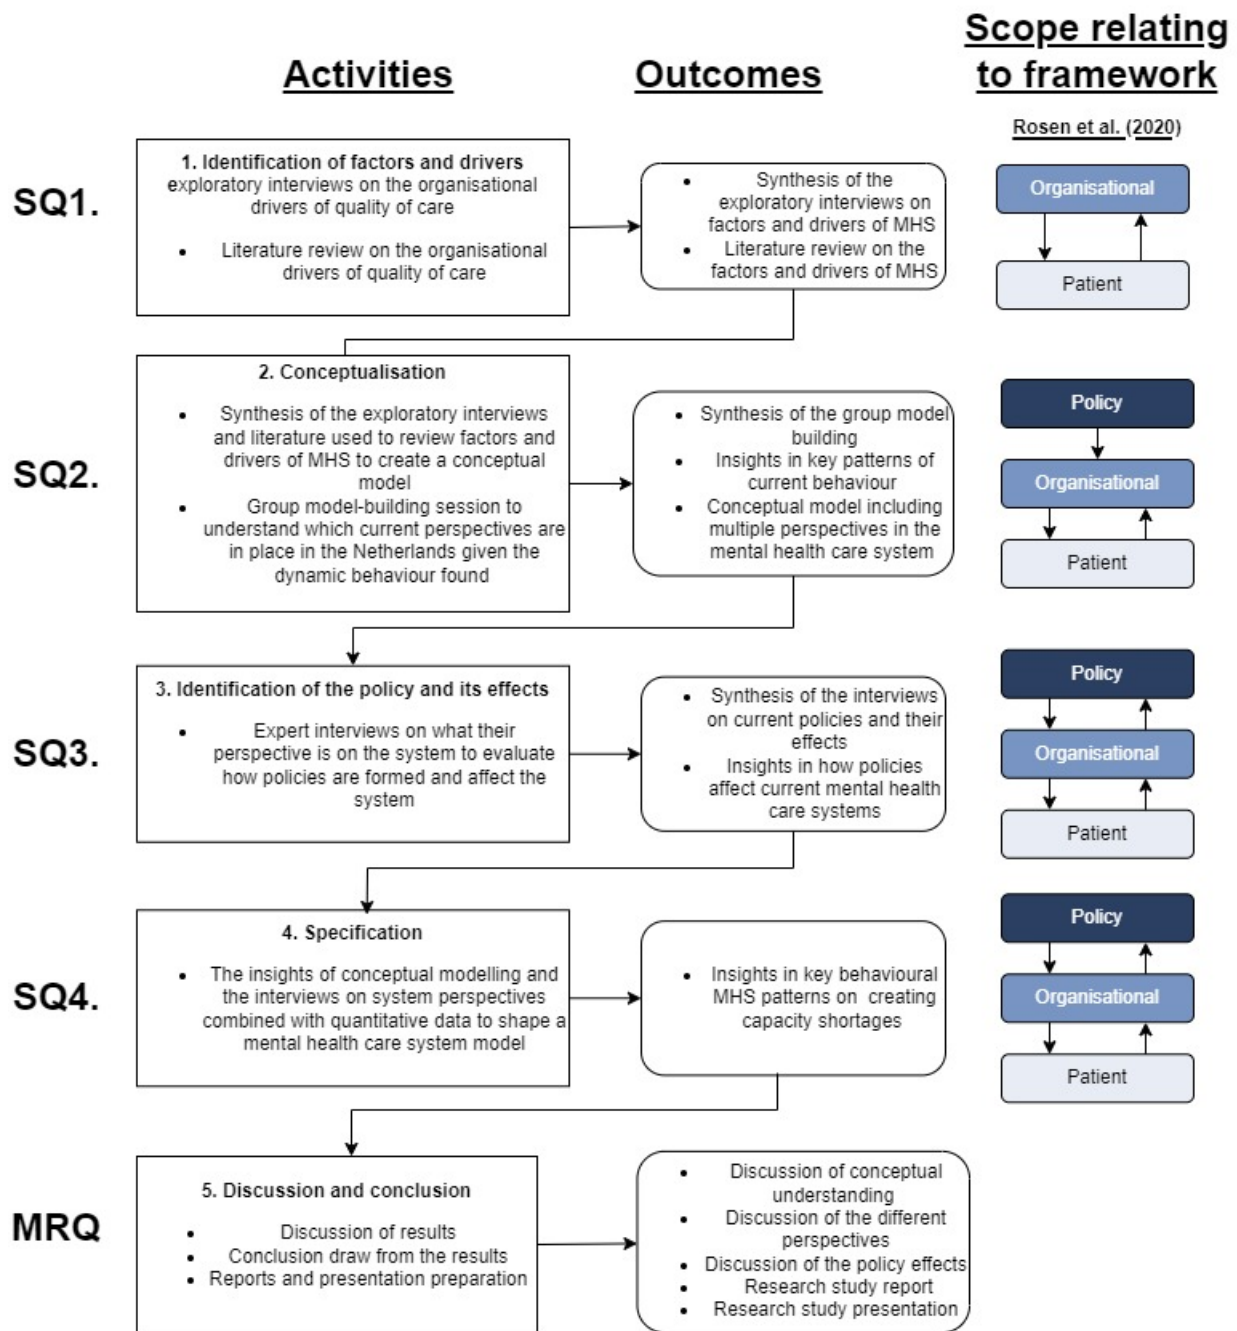 Activities
Outcomes
Scope relating
to framework
Rosen et al. (2020)
SQ1.
1. Identification of factors and drivers
exploratory interviews on the organisational
drivers of quality of care
• Literature review on the organisational
drivers of quality of care
• Synthesis of the
exploratory interviews on
factors and drivers of MHS
• Literature review on the
factors and drivers of MHS
Organisational
Patient
SQ2.
2. Conceptualisation
• Synthesis of the exploratory interviews
and literature used to review factors and
drivers of MHS to create a conceptual
model
• Group model-building session to
understand which current perspectives are
in place in the Netherlands given the
dynamic behaviour found
• Synthesis of the group model
building
• Insights in key patterns of
current behaviour
• Conceptual model including
multiple perspectives in the
mental health care system
Policy
Organisational
Patient
SQ3.
3. Identification of the policy and its effects
• Expert interviews on what their
perspective is on the system to evaluate
how policies are formed and affect the
system
• Synthesis of the interviews
on current policies and their
effects
• Insights in how policies
affect current mental health
care systems
Policy
Organisational
Patient
SQ4.
4. Specification
• The insights of conceptual modelling and
the interviews on system perspectives
combined with quantitative data to shape a
mental health care system model
• Insights in key behavioural
MHS patterns on creating
capacity shortages
Policy
Organisational
Patient
MRQ
5. Discussion and conclusion
• Discussion of results
• Conclusion draw from the results
• Reports and presentation preparation
• Discussion of conceptual
understanding
• Discussion of the different
perspectives
• Discussion of the policy effects
• Research study report
• Research study presentation